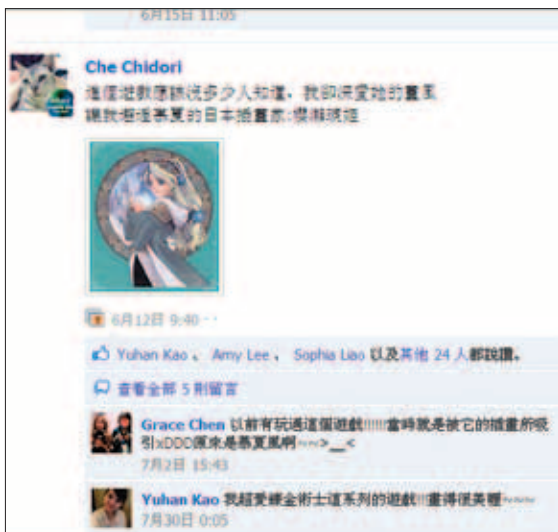 6月15日 11:05
Che Chidori
這個遊戲應該沒多少人知道，我卻深愛她的畫風
讓我想起慕夏的日本插畫家:櫻瀨琥姬
6月12日 9:40 · ·
Yuhan Kao 、 Amy Lee 、 Sophia Liao 以及其他 24 人都說讚。
查看全部 5 則留言
Grace Chen 以前有玩過這個遊戲!!!!!!當時就是被它的插畫所吸
引xDDD原來是慕夏風啊~~>__<
7月2日 15:43
Yuhan Kao 我超愛鍊金術士這系列的遊戲!!!畫得很美喔~~~
7月30日 0:05